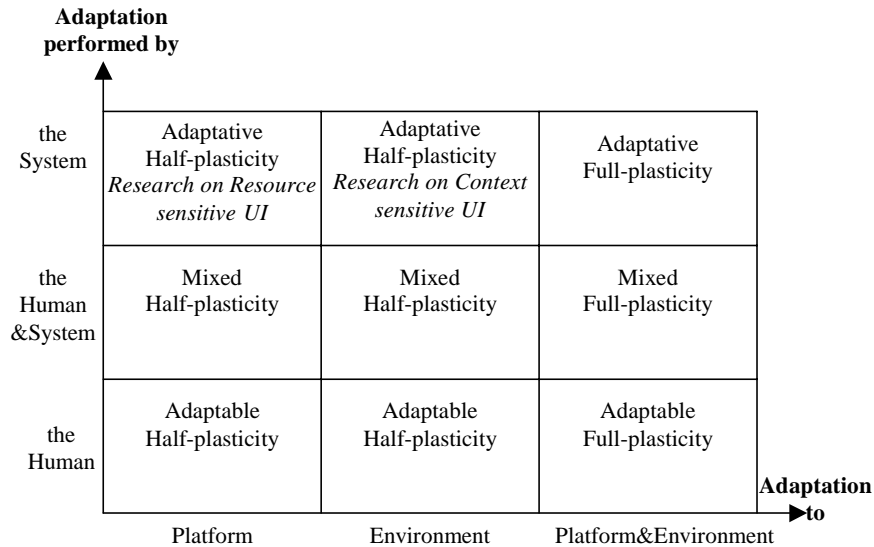 Adaptation
performed by
the
System
Adaptative
Half-plasticity
Research on Resource
sensitive UI
Adaptative
Half-plasticity
Research on Context
sensitive UI
Adaptative
Full-plasticity
the
Human
&System
Mixed
Half-plasticity
Mixed
Half-plasticity
Mixed
Full-plasticity
the
Human
Adaptable
Half-plasticity
Adaptable
Half-plasticity
Adaptable
Full-plasticity
Adaptation
to
Platform
Environment
Platform&Environment